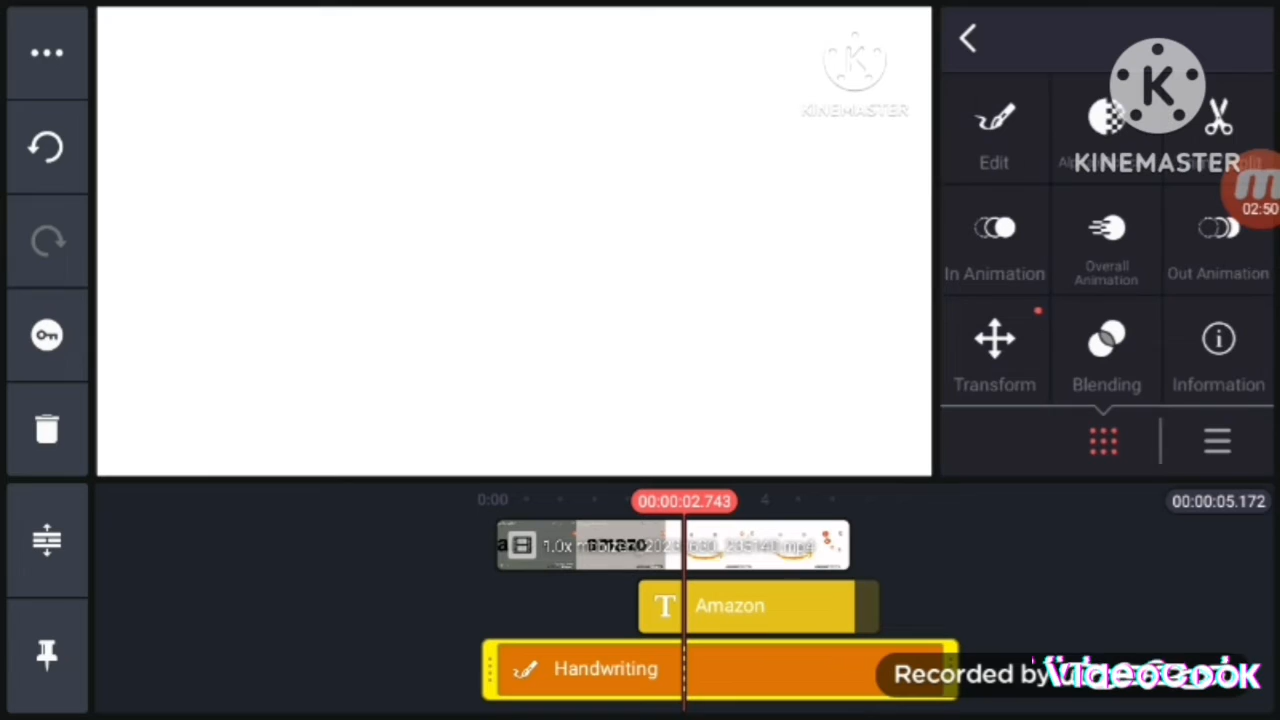 KINEMASTER
KINEMASTER
02:50
Edit
In Animation
Overall
Animation
Out Animation
Transform
Blending
Information
0:00
00:00:02.743
4
00:00:05.172
1.0x
.mp4
T Amazon
Handwriting
Recorded by